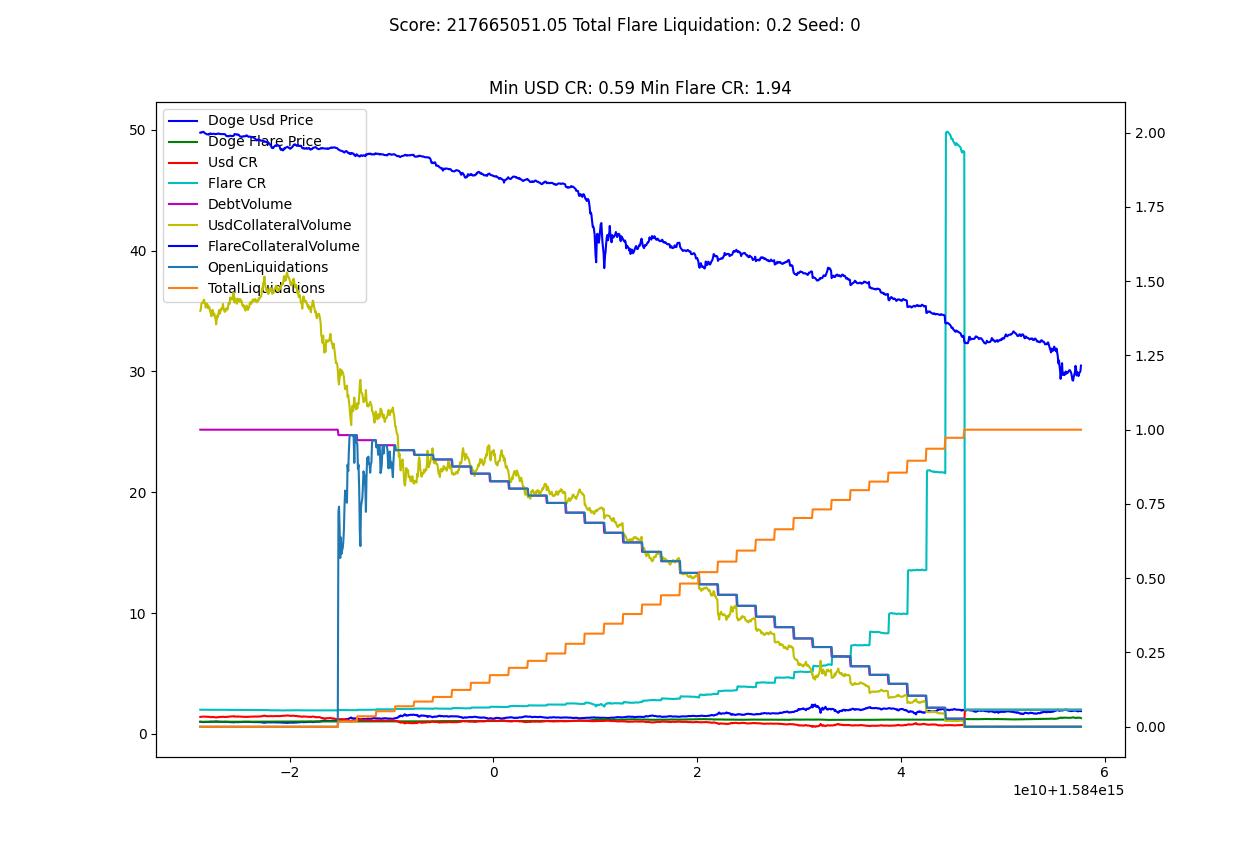 Score: 217665051.05 Total Flare Liquidation: 0.2 Seed: 0
Min USD CR: 0.59 Min Flare CR: 1.94
Doge Usd Price
Doge Flare Price
Usd CR
Flare CR
DebtVolume
UsdCollateralVolume
FlareCollateralVolume
OpenLiquidations
TotalLiquidations
50
40
30
20
10
0
2.00
1.75
1.50
1.25
1.00
0.75
0.50
0.25
0.00
−2
0
2
4
6
1e10+1.584e15